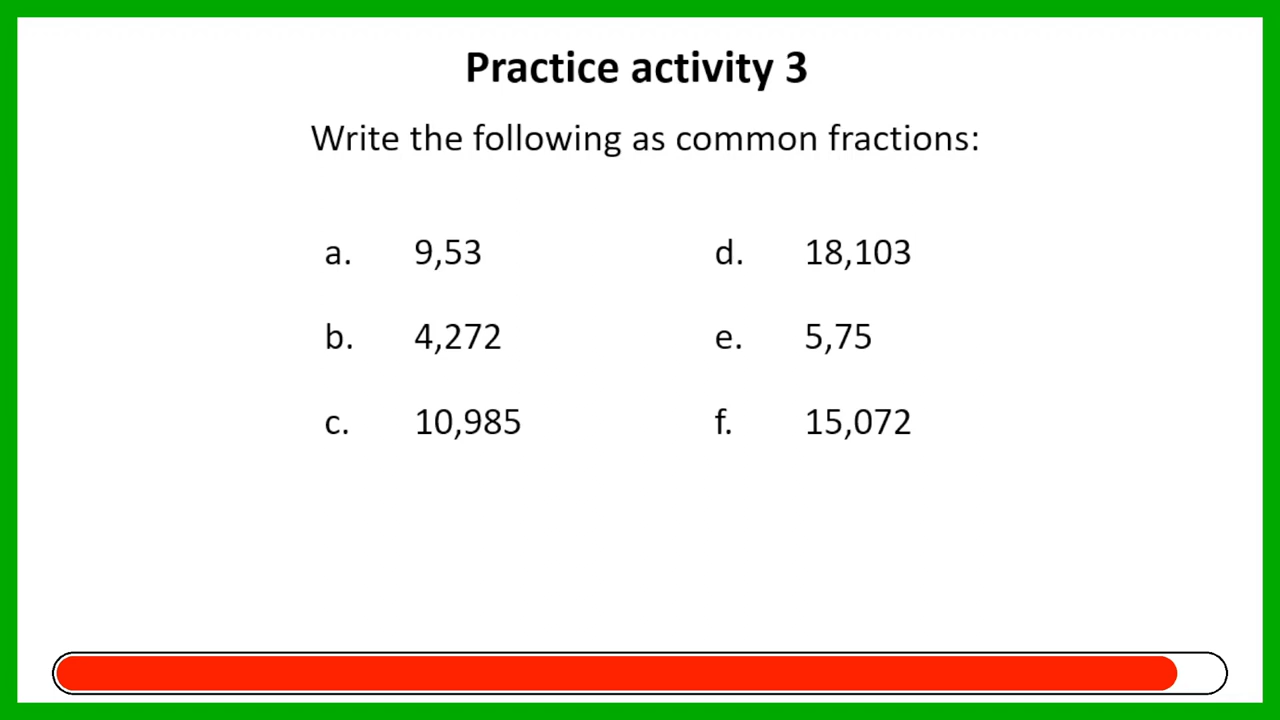 Practice activity 3
Write the following as common fractions:
a. 9,53
b. 4,272
c. 10,985
d. 18,103
e. 5,75
f. 15,072